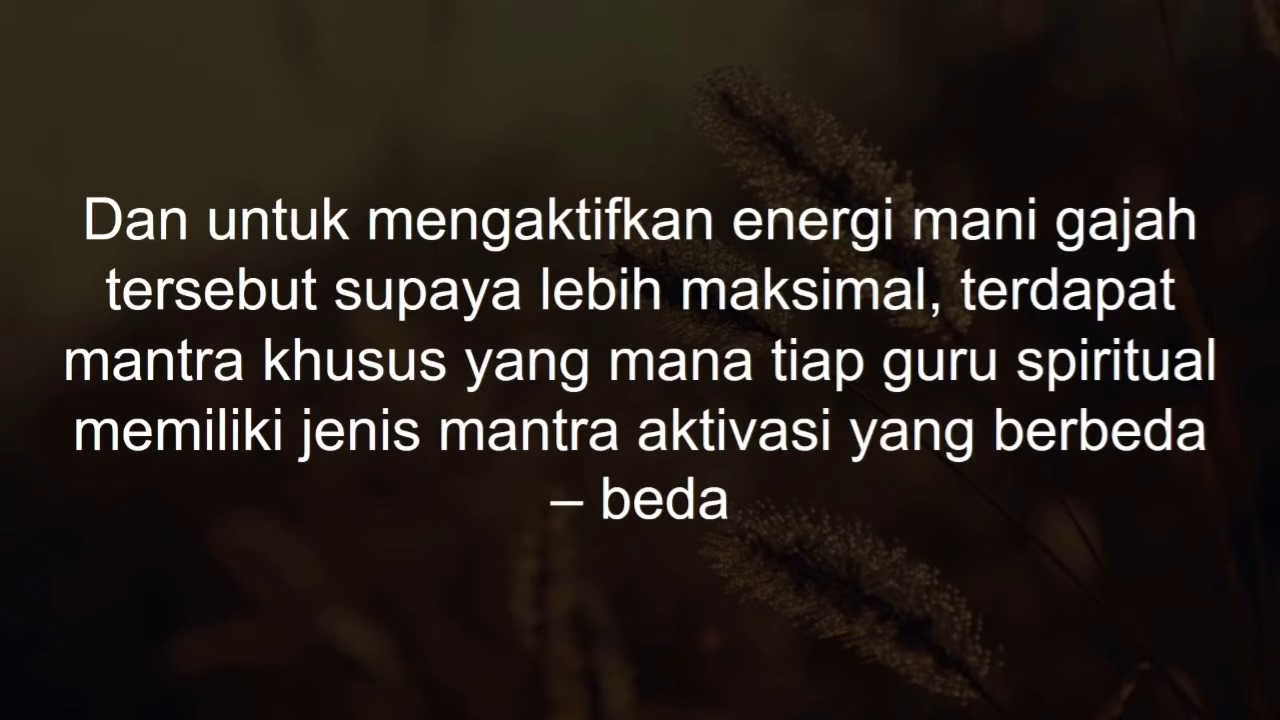 Dan untuk mengaktifkan energi mani gajah
tersebut supaya lebih maksimal, terdapat
mantra khusus yang mana tiap guru spiritual
memiliki jenis mantra aktivasi yang berbeda
– beda